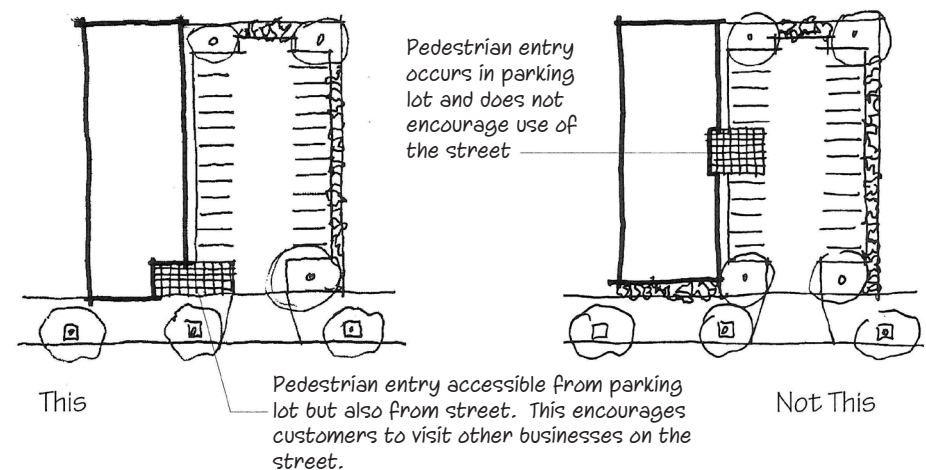 Pedestrian entry
occurs in parking
lot and does not
encourage use of
the street
This
Pedestrian entry accessible from parking
lot but also from street. This encourages
customers to visit other businesses on the
street.
Not This